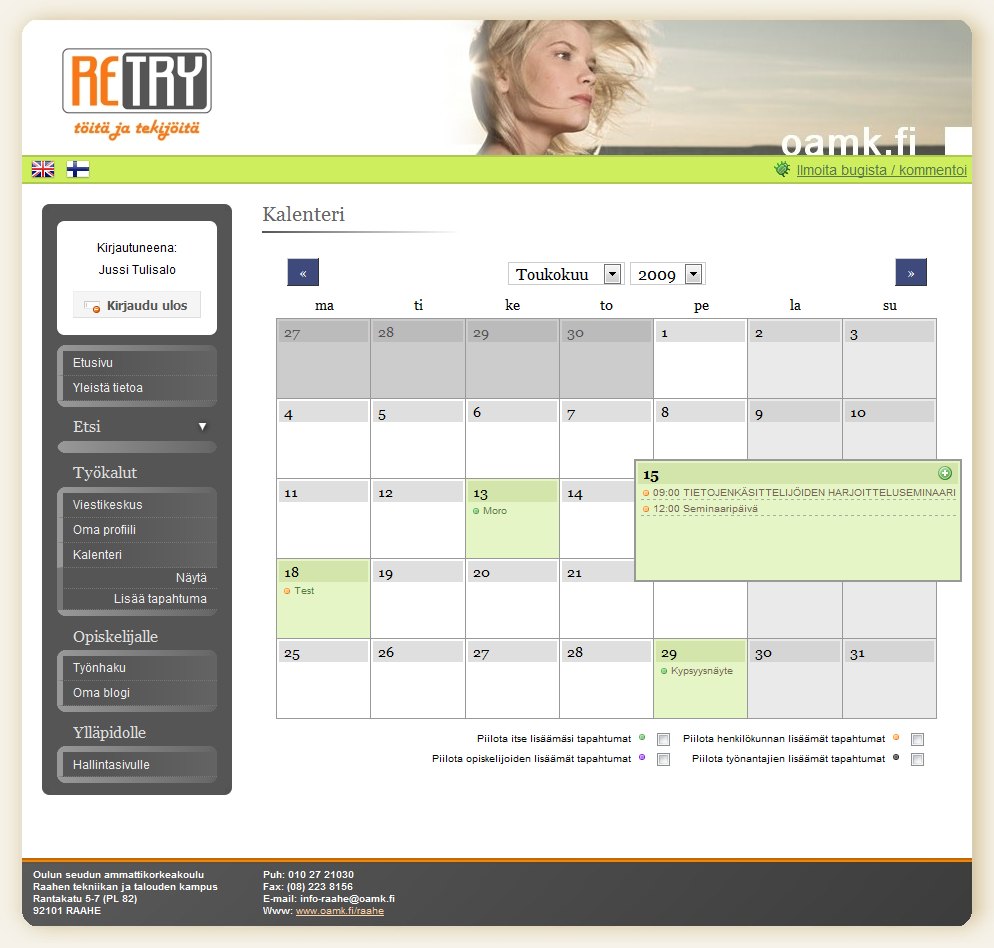 RETRY
töitä ja tekijöitä
oamk.fi
Ilmoita bugista / kommentoi
Kirjautuneena:
Jussi Tulisalo
Kirjaudu ulos
Etusivu
Yleistä tietoa
Etsi
Työkalut
Viestikeskus
Oma profiili
Kalenteri
Näytä
Lisää tapahtuma
Opiskelijalle
Työnhaku
Oma blogi
Ylläpidolle
Hallintasivulle
Kalenteri
« Toukokuu 2009 »
ma ti ke to pe la su
27 28 29 30 1 2 3
4 5 6 7 8 9 10
11 12 13 14
Moro
15
09:00 TIETOJENKÄSITTELIJÖIDEN HARJOITTELUSEMINAARI
12:00 Seminaaripäivä
18 19 20 21
Test
25 26 27 28 29 30 31
Kypsyysnäyte
Piilota itse lisäämäsi tapahtumat Piilota henkilökunnan lisäämät tapahtumat
Piilota opiskelijoiden lisäämät tapahtumat Piilota työnantajien lisäämät tapahtumat
Oulun seudun ammattikorkeakoulu
Raahen tekniikan ja talouden kampus
Rantakatu 5-7 (PL 82)
92101 RAAHE
Puh: 010 27 21030
Fax: (08) 223 8156
E-mail: info-raahe@oamk.fi
Www: www.oamk.fi/raahe